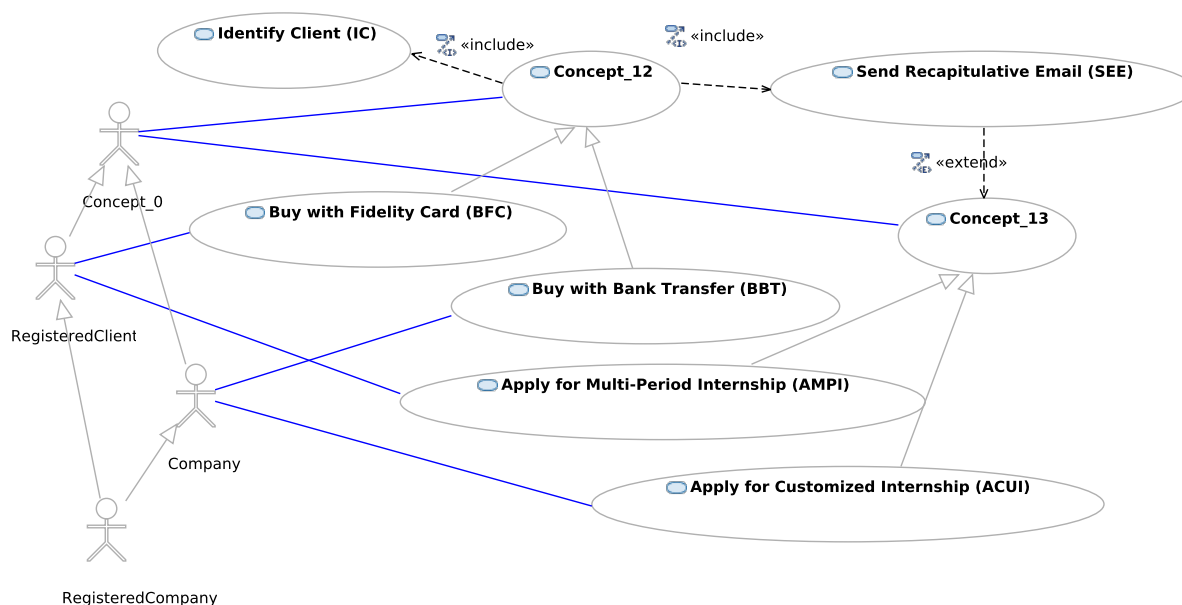 Identify Client (IC)
«include»
«include»
Concept_12
Send Recapitulative Email (SEE)
«extend»
Concept_0
Buy with Fidelity Card (BFC)
Concept_13
Buy with Bank Transfer (BBT)
RegisteredClient
Apply for Multi-Period Internship (AMPI)
Company
Apply for Customized Internship (ACUI)
RegisteredCompany